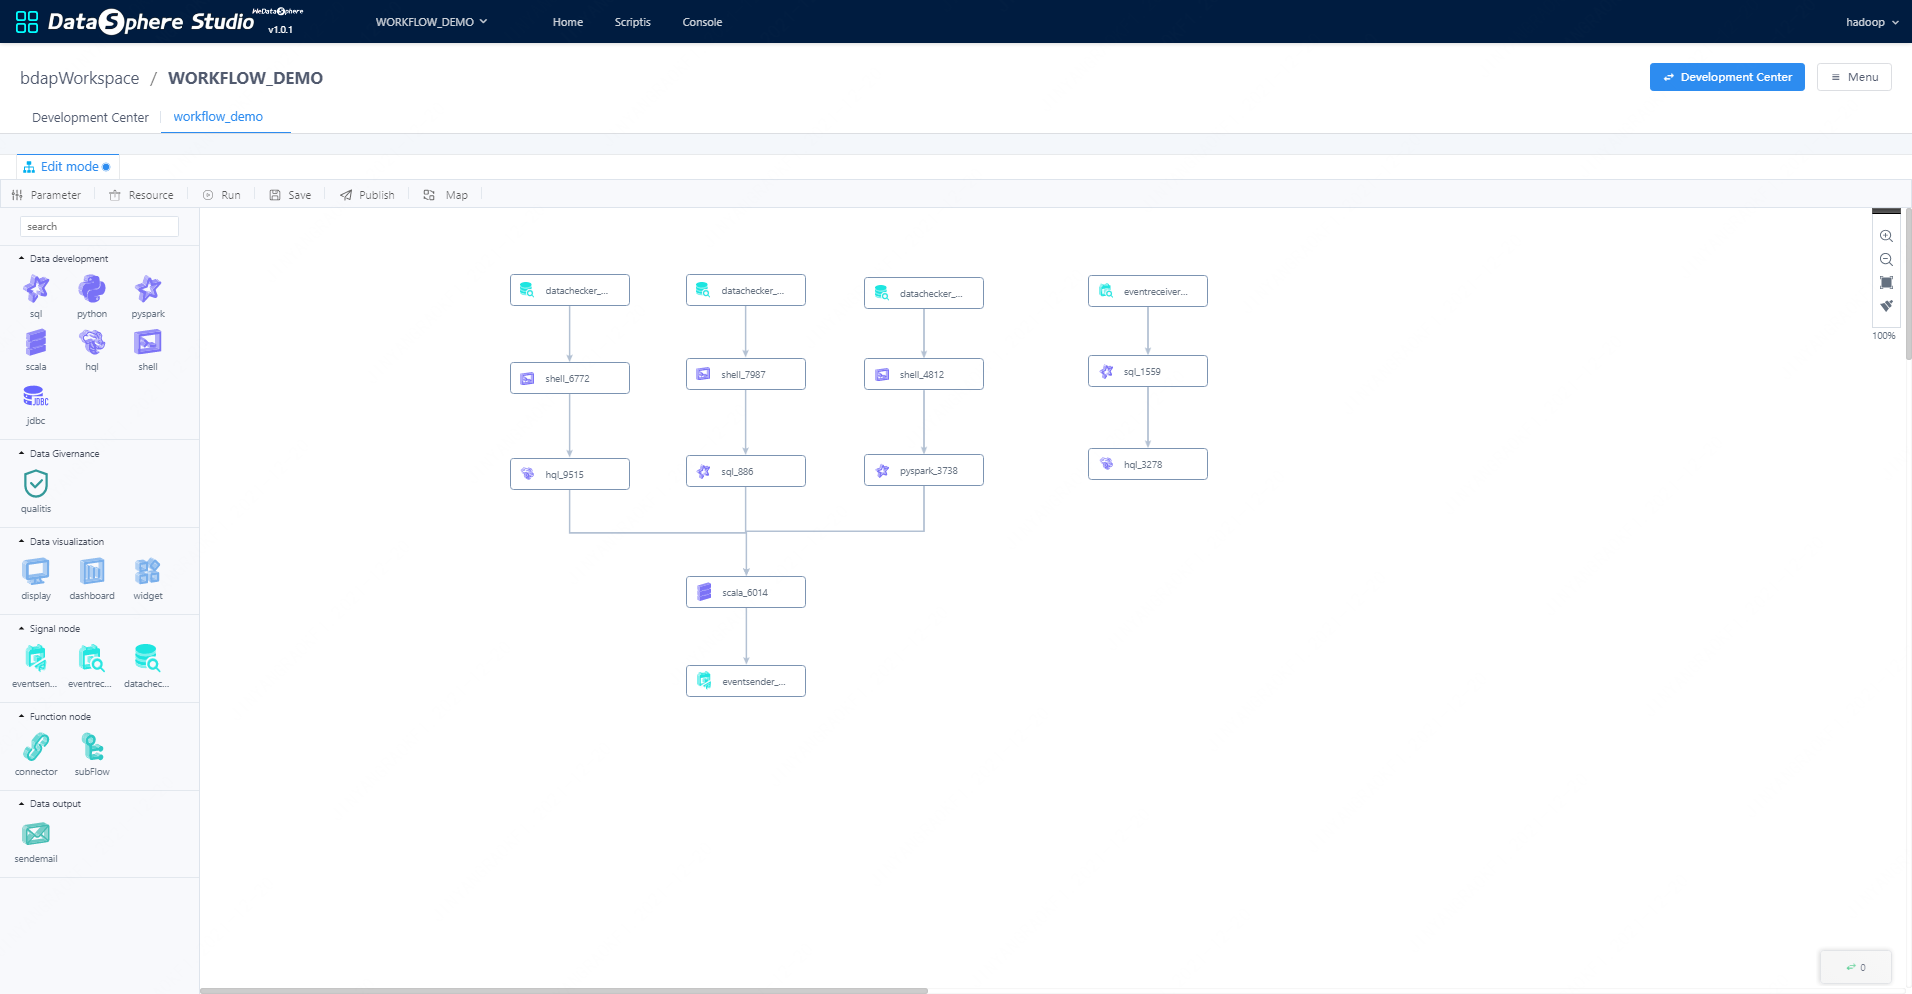 DataSphere Studio
WeDataSphere
v1.0.1
WORKFLOW_DEMO
Home
Scriptis
Console
hadoop
bdapWorkspace / WORKFLOW_DEMO
Development Center
Menu
Development Center
workflow_demo
Edit mode
Parameter
Resource
Run
Save
Publish
Map
search
Data development
sql
python
pyspark
scala
hql
shell
JDBC
jdbc
Data Givernance
qualitis
Data visualization
display
dashboard
widget
Signal node
eventsen...
eventrec...
datachec...
Function node
connector
subFlow
Data output
sendemail
datachecker_...
datachecker_...
datachecker_...
eventreceiver...
shell_6772
shell_7987
shell_4812
sql_1559
hql_9515
sql_886
pyspark_3738
hql_3278
scala_6014
eventsender_...
100%
0